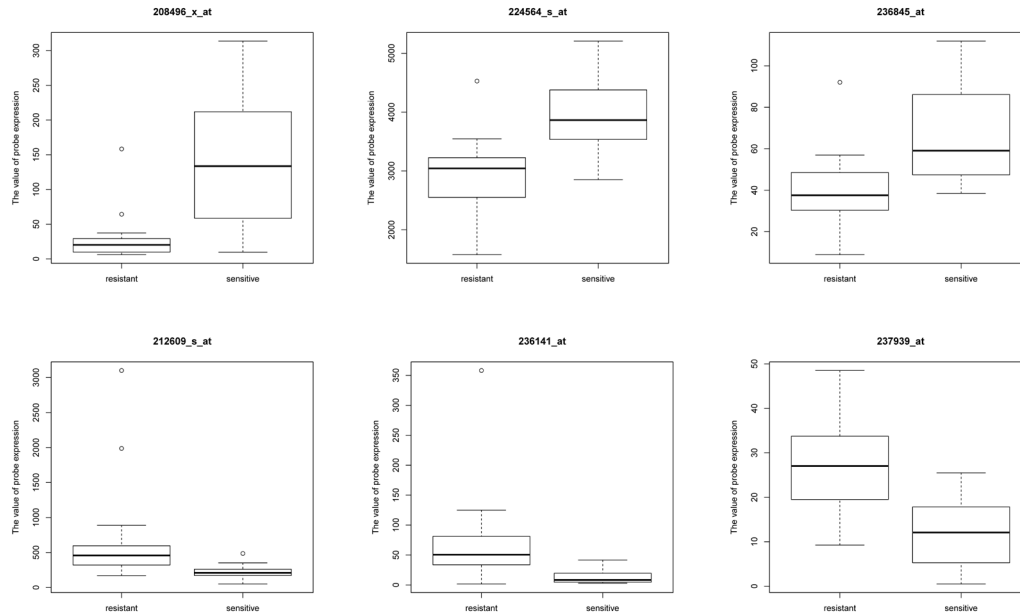 208496_x_at
The value of probe expression
300
250
200
150
100
50
0
resistant sensitive
224564_s_at
The value of probe expression
5000
4000
3000
2000
resistant sensitive
236845_at
The value of probe expression
100
80
60
40
20
resistant sensitive
212609_s_at
The value of probe expression
3000
2500
2000
1500
1000
500
0
resistant sensitive
236141_at
The value of probe expression
350
300
250
200
150
100
50
0
resistant sensitive
237939_at
The value of probe expression
50
40
30
20
10
0
resistant sensitive